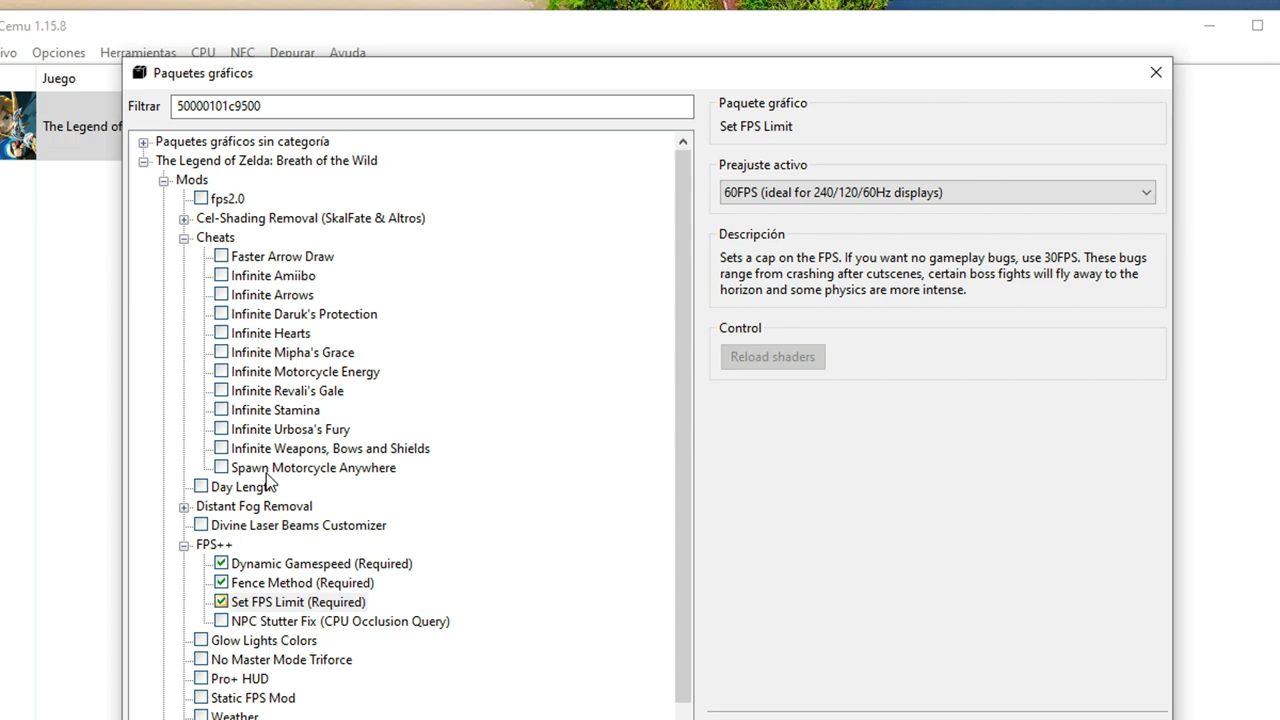 Cemu 1.15.8
ivo Opciones Herramientas CPU NFC Depurar Ayuda
Juego
The Legend of
Paquetes gráficos
Filtrar 50000101c9500
Paquetes gráficos sin categoría
The Legend of Zelda: Breath of the Wild
Mods
fps2.0
Cel-Shading Removal (SkalFate & Altros)
Cheats
Faster Arrow Draw
Infinite Amiibo
Infinite Arrows
Infinite Daruk's Protection
Infinite Hearts
Infinite Mipha's Grace
Infinite Motorcycle Energy
Infinite Revali's Gale
Infinite Stamina
Infinite Urbosa's Fury
Infinite Weapons, Bows and Shields
Spawn Motorcycle Anywhere
Day Length
Distant Fog Removal
Divine Laser Beams Customizer
FPS++
Dynamic Gamespeed (Required)
Fence Method (Required)
Set FPS Limit (Required)
NPC Stutter Fix (CPU Occlusion Query)
Glow Lights Colors
No Master Mode Triforce
Pro+ HUD
Static FPS Mod
Weather
Paquete gráfico
Set FPS Limit
Preajuste activo
60FPS (ideal for 240/120/60Hz displays)
Descripción
Sets a cap on the FPS. If you want no gameplay bugs, use 30FPS. These bugs
range from crashing after cutscenes, certain boss fights will fly away to the
horizon and some physics are more intense.
Control
Reload shaders